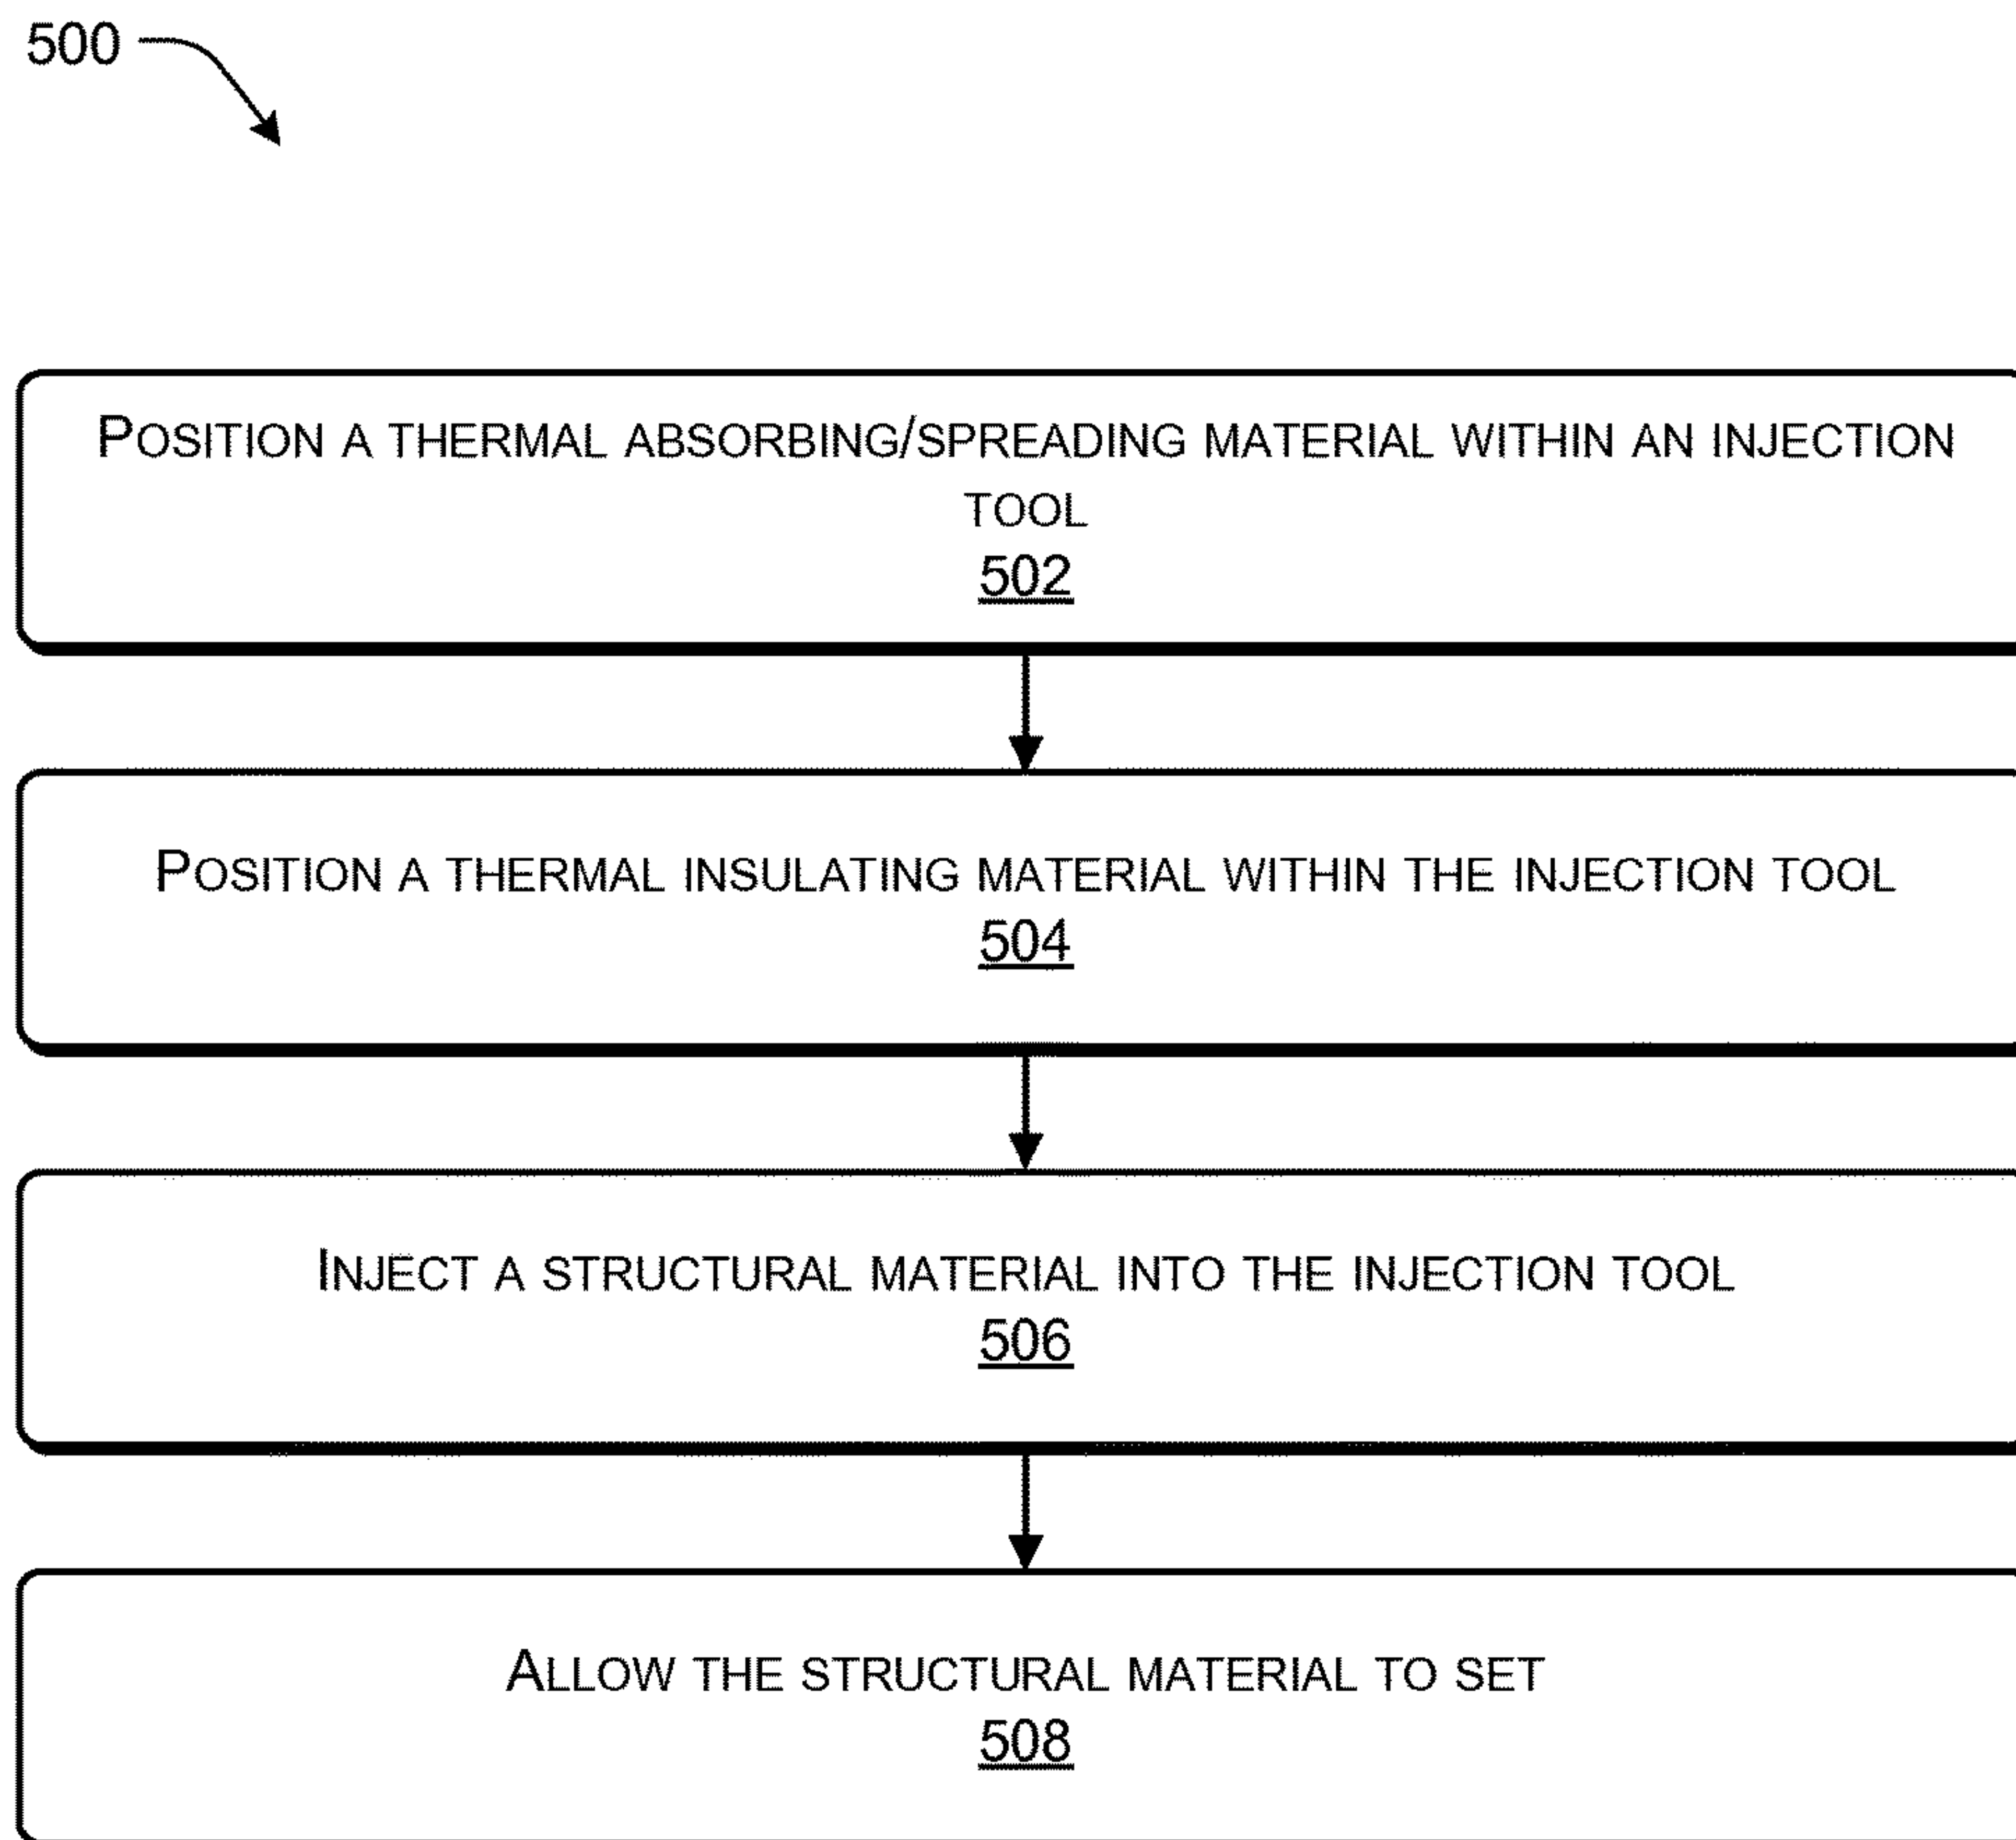 500
POSITION A THERMAL ABSORBING/SPREADING MATERIAL WITHIN AN INJECTION
TOOL
502
POSITION A THERMAL INSULATING MATERIAL WITHIN THE INJECTION TOOL
504
INJECT A STRUCTURAL MATERIAL INTO THE INJECTION TOOL
506
ALLOW THE STRUCTURAL MATERIAL TO SET
508